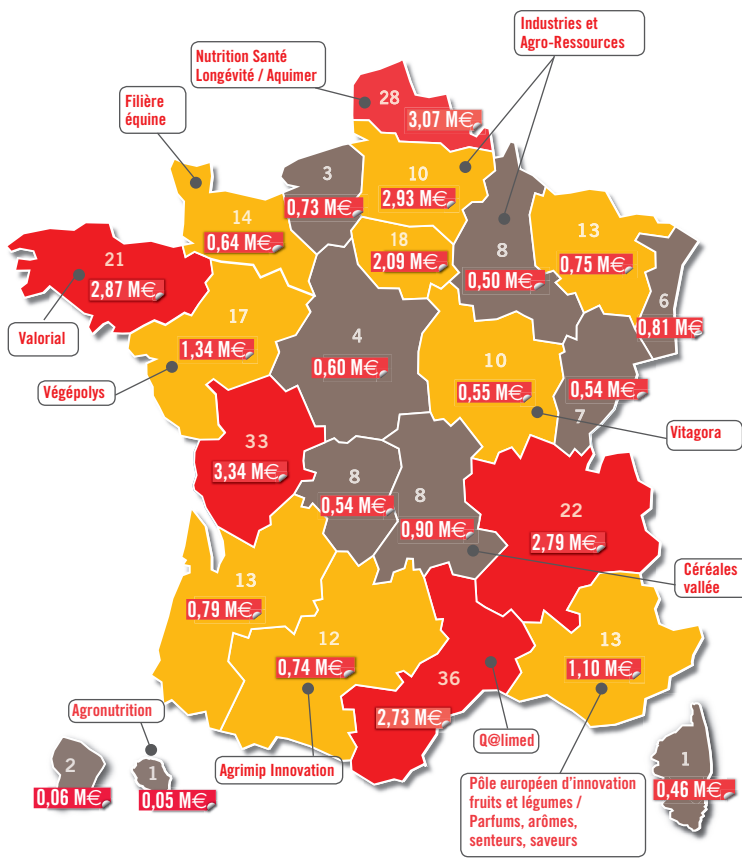 Industries et
Agro-Ressources
Nutrition Santé
Longévité / Aquimer
Filière
équine
28
3,07 M€
3
0,73 M€
10
2,93 M€
14
0,64 M€
18
2,09 M€
8
0,50 M€
13
0,75 M€
6
0,81 M€
21
2,87 M€
Valorial
17
1,34 M€
Végépolys
4
0,60 M€
10
0,55 M€
0,54 M€
7
Vitagora
33
3,34 M€
8
0,54 M€
8
0,90 M€
22
2,79 M€
Céréales
vallée
13
0,79 M€
12
0,74 M€
36
2,73 M€
13
1,10 M€
Agronutrition
2
0,06 M€
1
0,05 M€
Agrimip Innovation
Q@limed
Pôle européen d'innovation
fruits et légumes /
Parfums, arômes,
senteurs, saveurs
1
0,46 M€